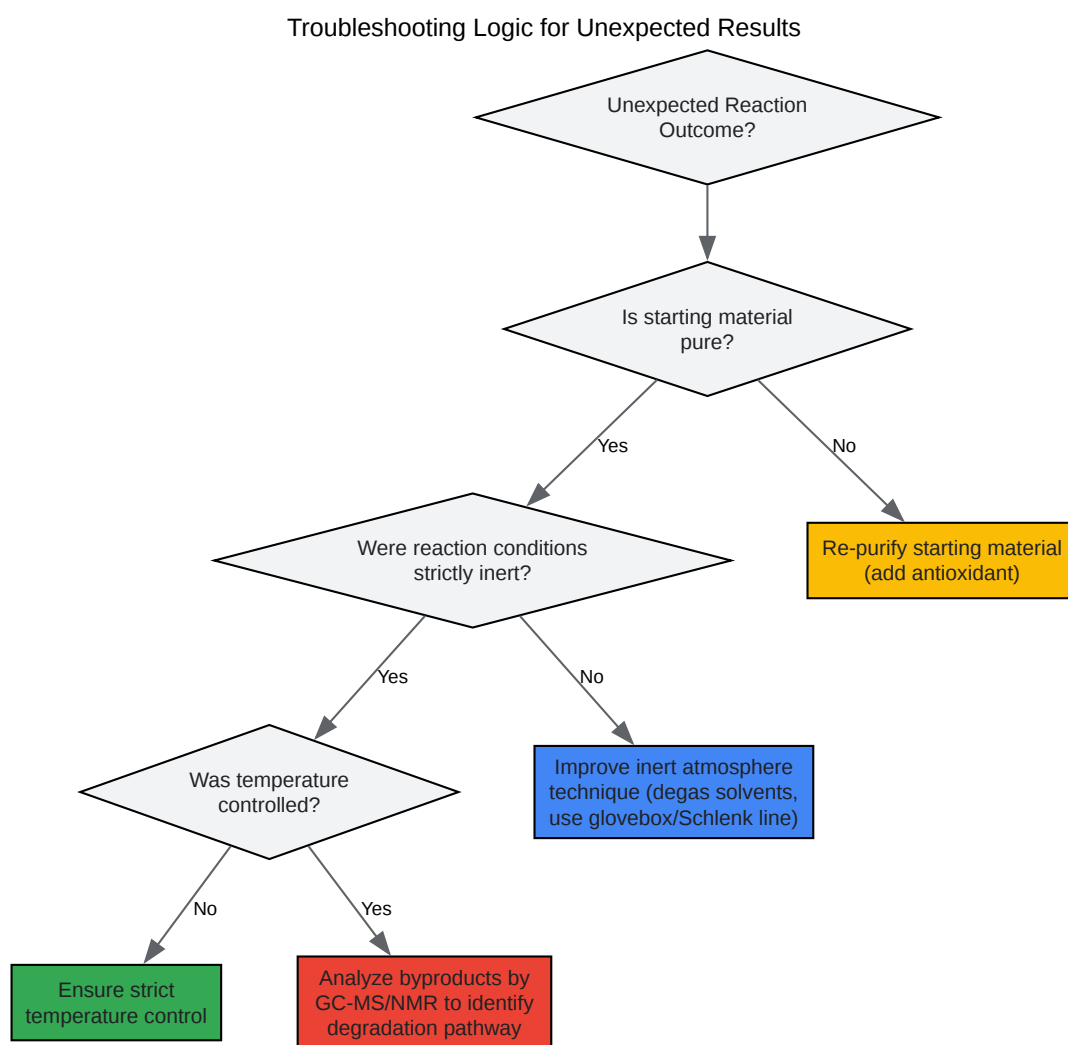 Troubleshooting Logic for Unexpected Results
Unexpected Reaction
Outcome?
Is starting material
pure?
Yes
No
Were reaction conditions
strictly inert?
Re-purify starting material
(add antioxidant)
Yes
No
Was temperature
controlled?
Improve inert atmosphere
technique (degas solvents,
use glovebox/Schlenk line)
No
Yes
Ensure strict
temperature control
Analyze byproducts by
GC-MS/NMR to identify
degradation pathway